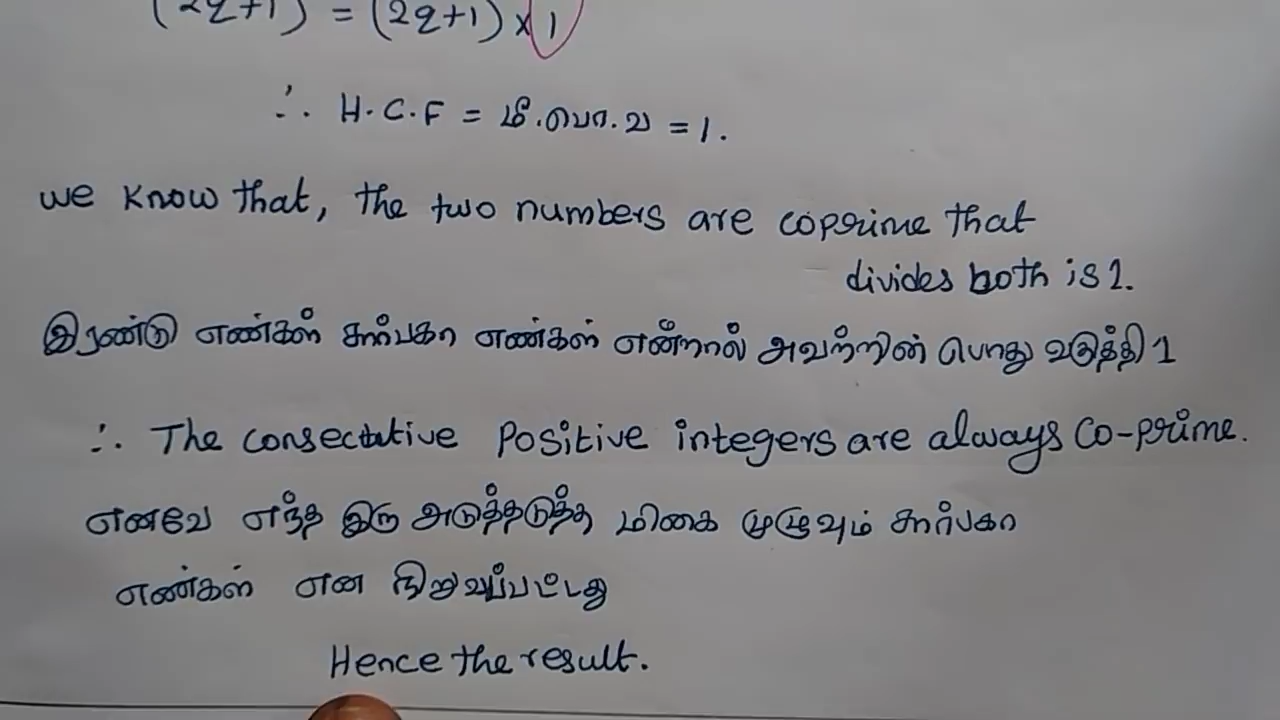 (2q+1) = (2q+1) × 1
∴ H.C.F = மீ.பொ.வ = 1.
we know that, the two numbers are coprime that
divides both is 1.
இரண்டு எண்கள் சார்பகா எண்கள் என்றால் அவற்றின் பொது வடுத்தி 1
∴ The consectative Positive integers are always Co-prime.
எனவே எந்த இரு அடுத்தடுத்த மிகை முழுவும் சார்பகா
எண்கள் என நிறுவப்பட்டது
Hence the result.